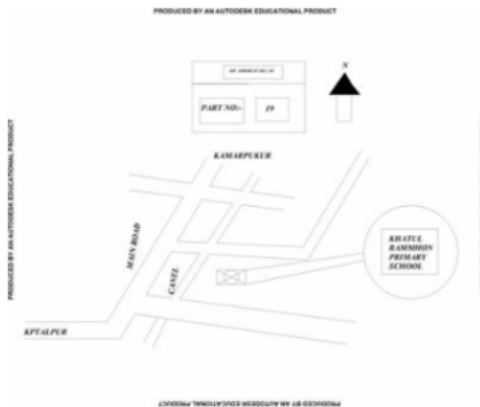 PRODUCED BY AN AUTODESK EDUCATIONAL PRODUCT
N
PART NO:-
19
KAMARPUKUR
MAIN ROAD
CANEL
KHATUL
RAMMHON
PRIMARY
SCHOOL
KPTALPUR
PRODUCED BY AN AUTODESK EDUCATIONAL PRODUCT
PRODUCED BY AN AUTODESK EDUCATIONAL PRODUCT